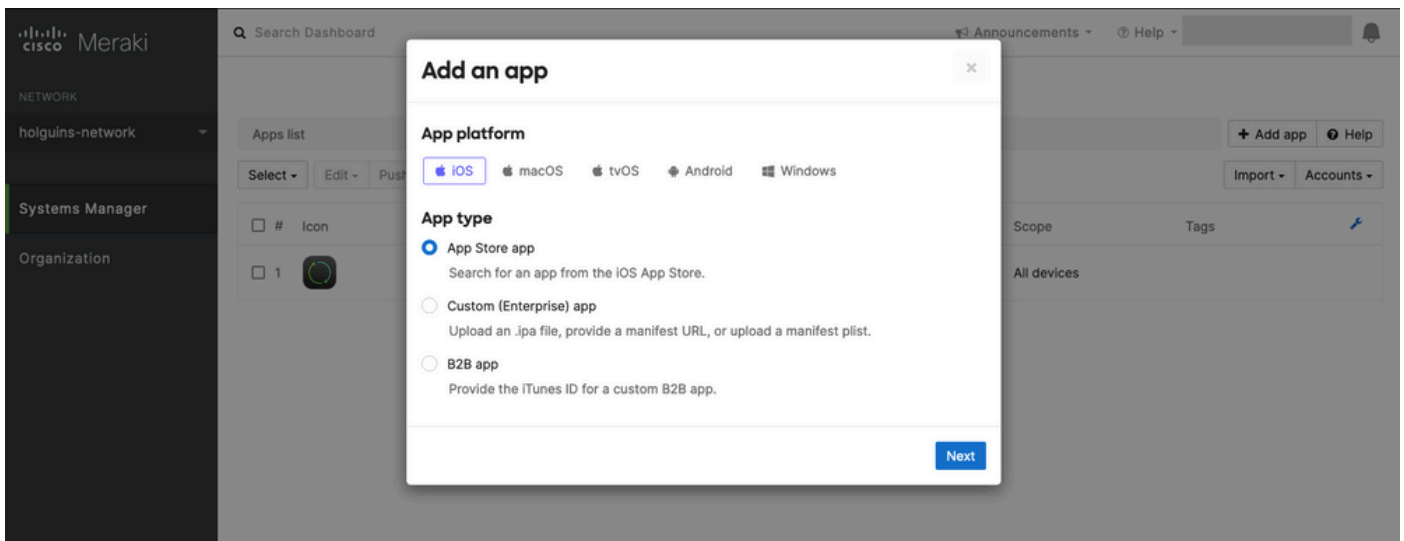 cisco Meraki
Search Dashboard
Announcements
Help
NETWORK
holguins-network
Systems Manager
Organization
Apps list
+ Add app
Help
Select
Edit
Push
Import
Accounts
# Icon
Scope
Tags
1
All devices
Add an app
×
App platform
iOS macOS tvOS Android Windows
App type
App Store app
Search for an app from the iOS App Store.
Custom (Enterprise) app
Upload an .ipa file, provide a manifest URL, or upload a manifest plist.
B2B app
Provide the iTunes ID for a custom B2B app.
Next